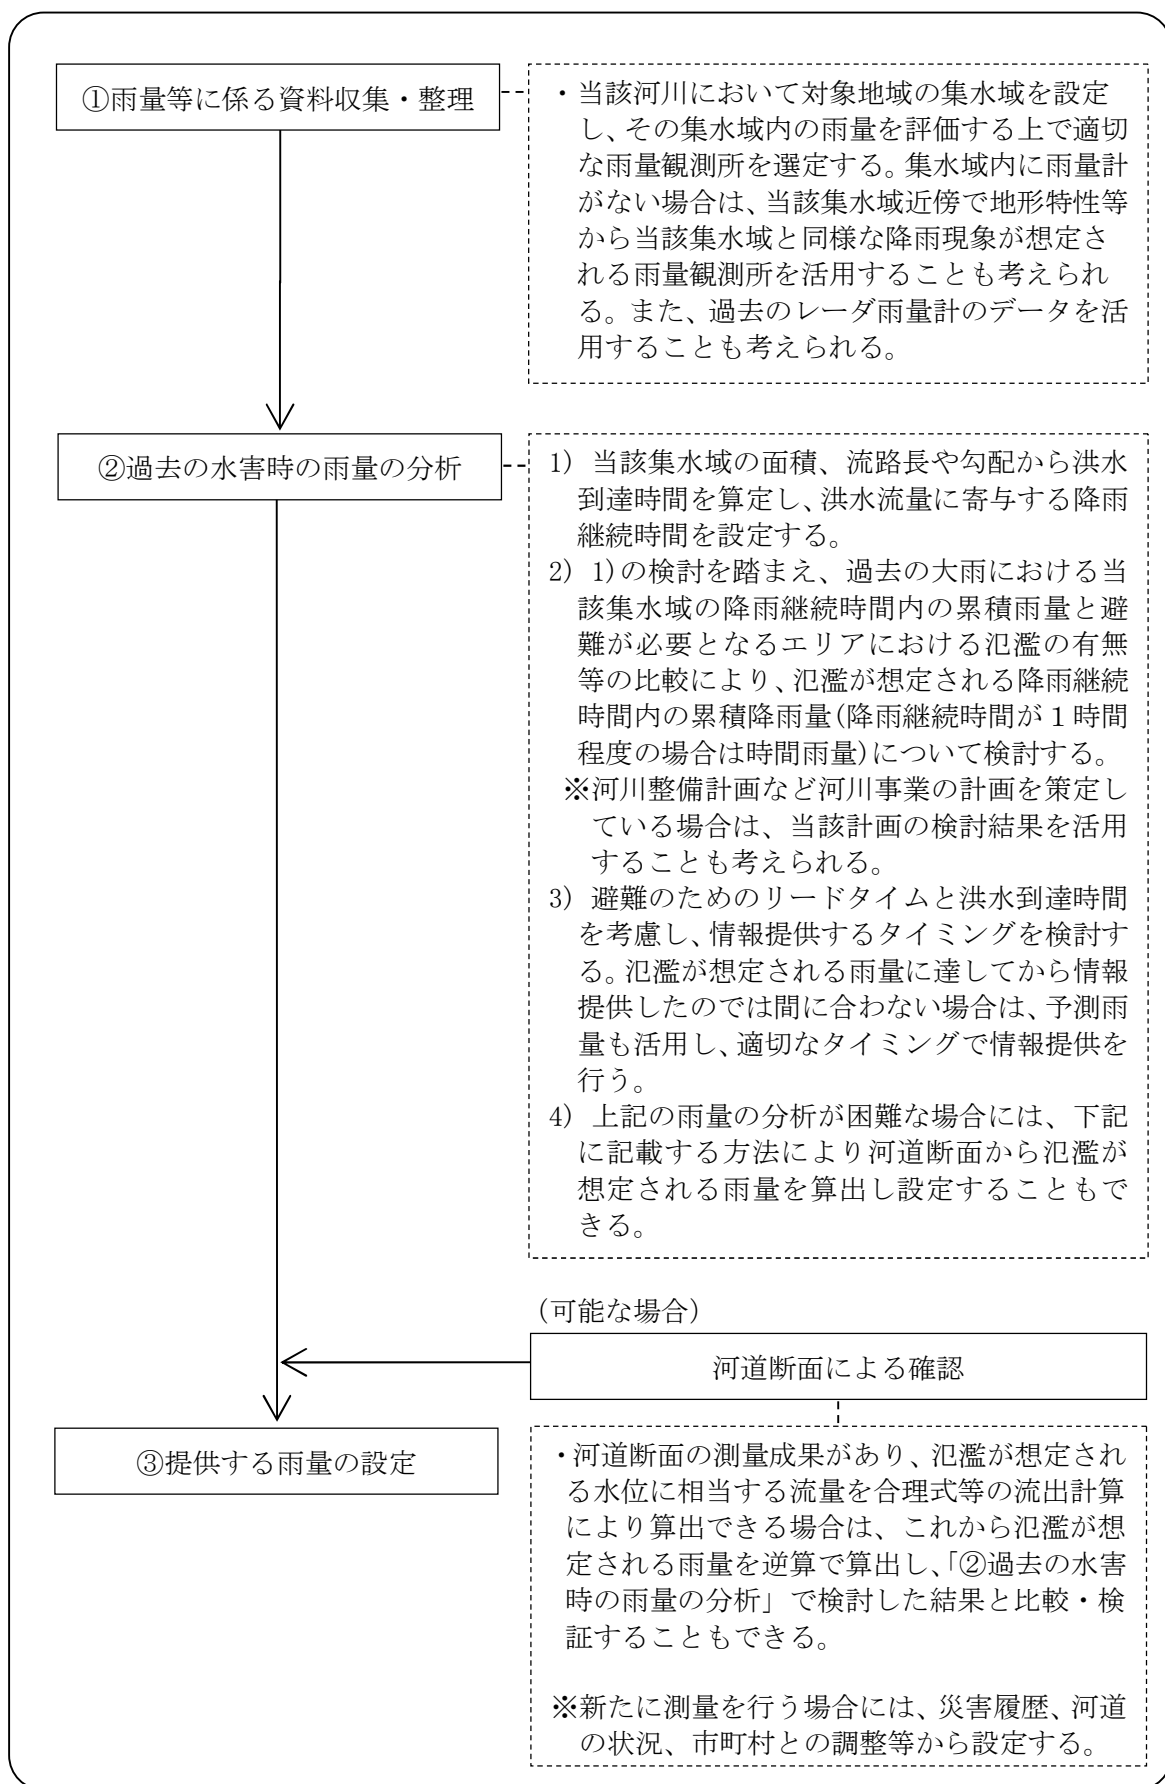 ①雨量等に係る資料収集・整理
・当該河川において対象地域の集水域を設定
し、その集水域内の雨量を評価する上で適切
な雨量観測所を選定する。集水域内に雨量計
がない場合は、当該集水域近傍で地形特性等
から当該集水域と同様な降雨現象が想定さ
れる雨量観測所を活用することも考えられ
る。また、過去のレーダ雨量計のデータを活
用することも考えられる。
②過去の水害時の雨量の分析
1) 当該集水域の面積、流路長や勾配から洪水
到達時間を算定し、洪水流量に寄与する降雨
継続時間を設定する。
2) 1)の検討を踏まえ、過去の大雨における当
該集水域の降雨継続時間内の累積雨量と避
難が必要となるエリアにおける氾濫の有無
等の比較により、氾濫が想定される降雨継続
時間内の累積降雨量(降雨継続時間が１時間
程度の場合は時間雨量)について検討する。
※河川整備計画など河川事業の計画を策定し
ている場合は、当該計画の検討結果を活用
することも考えられる。
3) 避難のためのリードタイムと洪水到達時間
を考慮し、情報提供するタイミングを検討す
る。氾濫が想定される雨量に達してから情報
提供したのでは間に合わない場合は、予測雨
量も活用し、適切なタイミングで情報提供を
行う。
4) 上記の雨量の分析が困難な場合には、下記
に記載する方法により河道断面から氾濫が
想定される雨量を算出し設定することもで
きる。
(可能な場合)
河道断面による確認
③提供する雨量の設定
・河道断面の測量成果があり、氾濫が想定され
る水位に相当する流量を合理式等の流出計算
により算出できる場合は、これから氾濫が想
定される雨量を逆算で算出し、「②過去の水害
時の雨量の分析」で検討した結果と比較・検
証することもできる。
※新たに測量を行う場合には、災害履歴、河道
の状況、市町村との調整等から設定する。